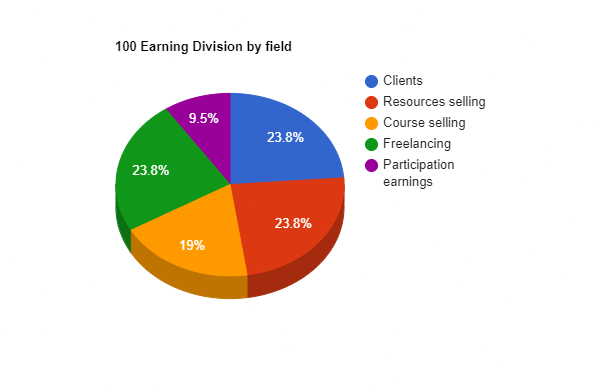 100 Earning Division by field
Clients
Resources selling
Course selling
Freelancing
Participation
earnings
9.5%
23.8%
23.8%
23.8%
19%